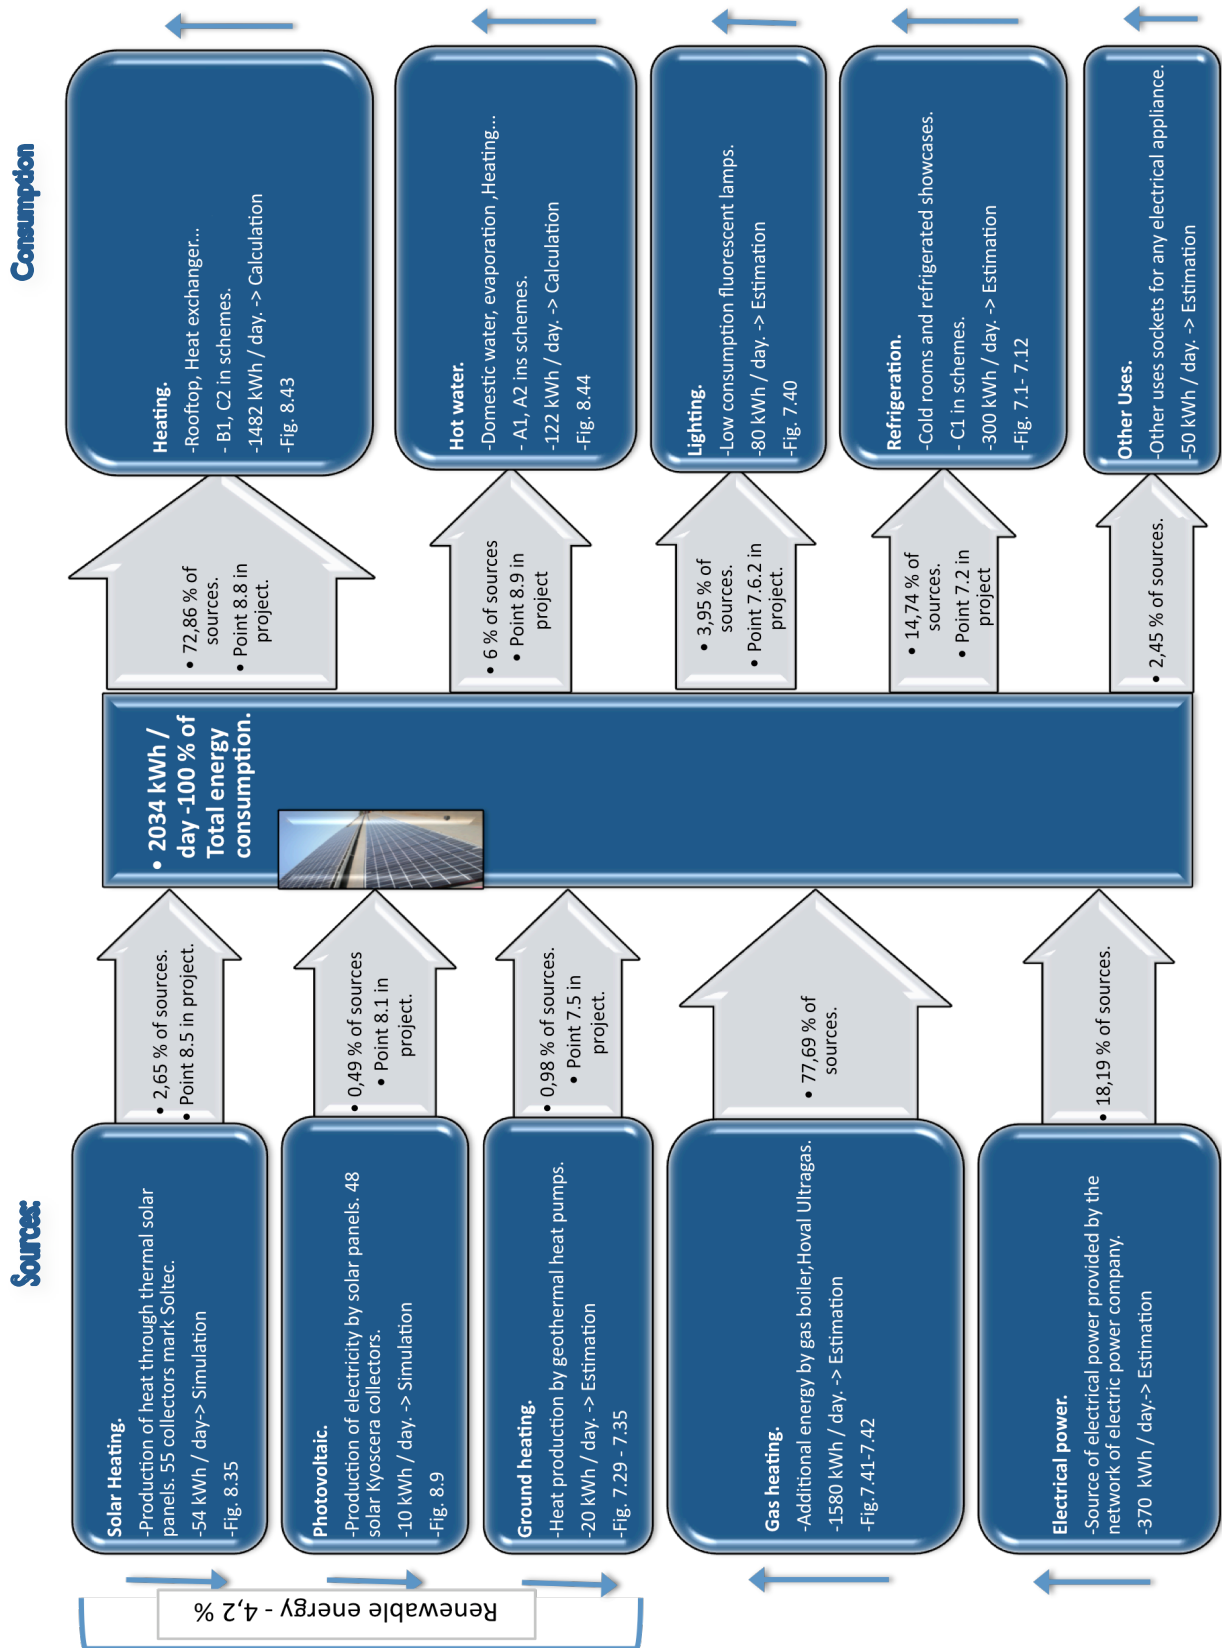 Sources:
Consumption
Renewable energy - 4,2 %
Solar Heating.
-Production of heat through thermal solar
panels. 55 collectors mark Soltec.
-54 kWh / day-> Simulation
-Fig. 8.35
• 2,65 % of sources.
• Point 8.5 in project.
Photovoltaic.
-Production of electricity by solar panels. 48
solar Kyoscera collectors.
-10 kWh / day. -> Simulation
-Fig. 8.9
• 0,49 % of sources
• Point 8.1 in
project.
Ground heating.
-Heat production by geothermal heat pumps.
-20 kWh / day. -> Estimation
-Fig. 7.29 - 7.35
• 0,98 % of sources.
• Point 7.5 in
project.
Gas heating.
-Additional energy by gas boiler,Hoval Ultragas.
-1580 kWh / day. -> Estimation
-Fig.7.41-7.42
• 77,69 % of
sources.
Electrical power.
-Source of electrical power provided by the
network of electric power company.
-370 kWh / day.-> Estimation
• 18,19 % of sources.
• 2034 kWh /
day -100 % of
Total energy
consumption.
• 72,86 % of
sources.
• Point 8.8 in
project.
Heating.
-Rooftop, Heat exchanger...
- B1, C2 in schemes.
-1482 kWh / day. -> Calculation
-Fig. 8.43
• 6 % of sources
• Point 8.9 in
project
Hot water.
-Domestic water, evaporation ,Heating...
- A1, A2 ins schemes.
-122 kWh / day. -> Calculation
-Fig. 8.44
• 3,95 % of
sources.
• Point 7.6.2 in
project.
Lighting.
-Low consumption fluorescent lamps.
-80 kWh / day. -> Estimation
-Fig. 7.40
• 14,74 % of
sources.
• Point 7.2 in
project
Refrigeration.
-Cold rooms and refrigerated showcases.
- C1 in schemes.
-300 kWh / day. -> Estimation
-Fig. 7.1- 7.12
• 2,45 % of sources.
Other Uses.
-Other uses sockets for any electrical appliance.
-50 kWh / day. -> Estimation